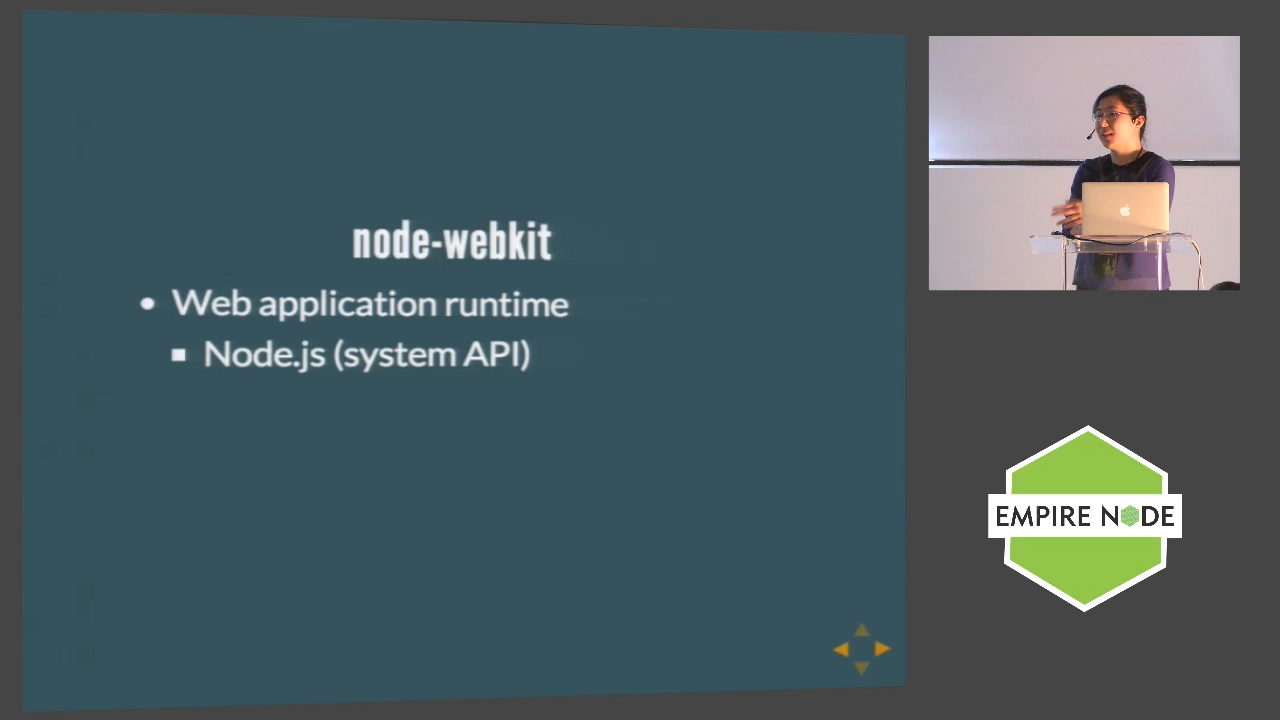 node-webkit
Web application runtime
Node.js (system API)
EMPIRE NODE